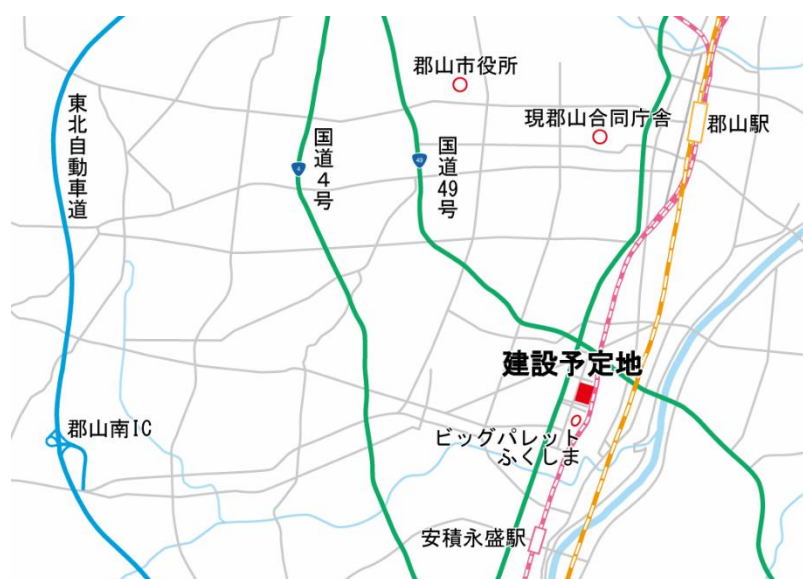 郡山市役所
現郡山合同庁舎
郡山駅
東北自動車道
国道4号
国道49号
4
49
建設予定地
郡山南IC
ビッグパレット
ふくしま
安積永盛駅